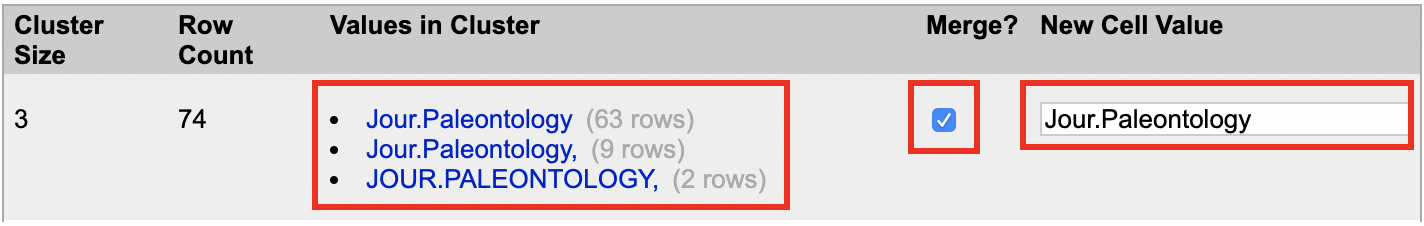 Cluster Size Row Count Values in Cluster Merge? New Cell Value
3 74 • Jour.Paleontology (63 rows) Jour.Paleontology
• Jour.Paleontology, (9 rows)
• JOUR.PALEONTOLOGY, (2 rows)